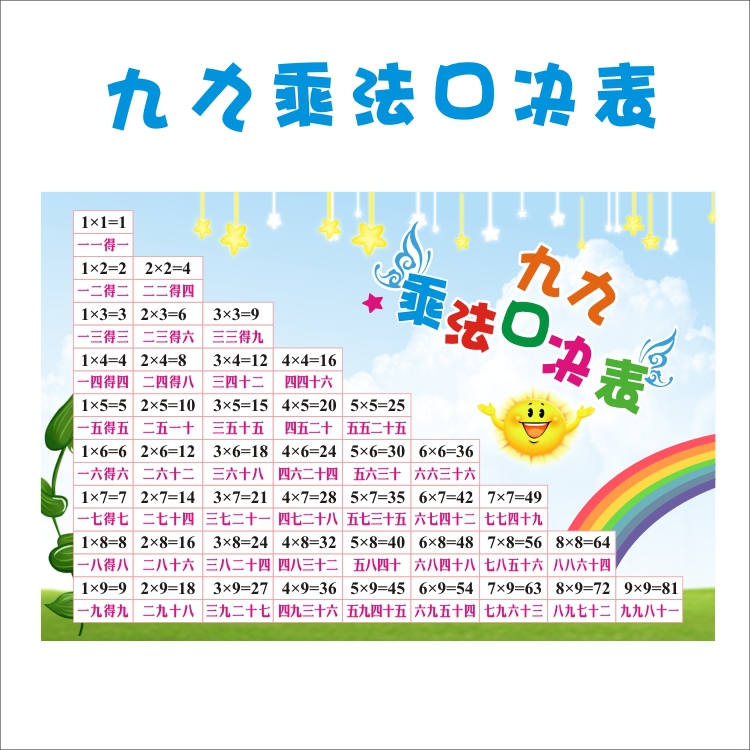 九九乘法口决表
九九
乘法口决表
1×1=1
一一得一
1×2=2 2×2=4
一二得二 二二得四
1×3=3 2×3=6 3×3=9
一三得三 二三得六 三三得九
1×4=4 2×4=8 3×4=12 4×4=16
一四得四 二四得八 三四十二 四四十六
1×5=5 2×5=10 3×5=15 4×5=20 5×5=25
一五得五 二五一十 三五十五 四五二十 五五二十五
1×6=6 2×6=12 3×6=18 4×6=24 5×6=30 6×6=36
一六得六 二六十二 三六十八 四六二十四 五六三十 六六三十六
1×7=7 2×7=14 3×7=21 4×7=28 5×7=35 6×7=42 7×7=49
一七得七 二七十四 三七二十一 四七二十八 五七三十五 六七四十二 七七四十九
1×8=8 2×8=16 3×8=24 4×8=32 5×8=40 6×8=48 7×8=56 8×8=64
一八得八 二八十六 三八二十四 四八三十二 五八四十 六八四十八 七八五十六 八八六十四
1×9=9 2×9=18 3×9=27 4×9=36 5×9=45 6×9=54 7×9=63 8×9=72 9×9=81
一九得九 二九十八 三九二十七 四九三十六 五九四十五 六九五十四 七九六十三 八九七十二 九九八十一